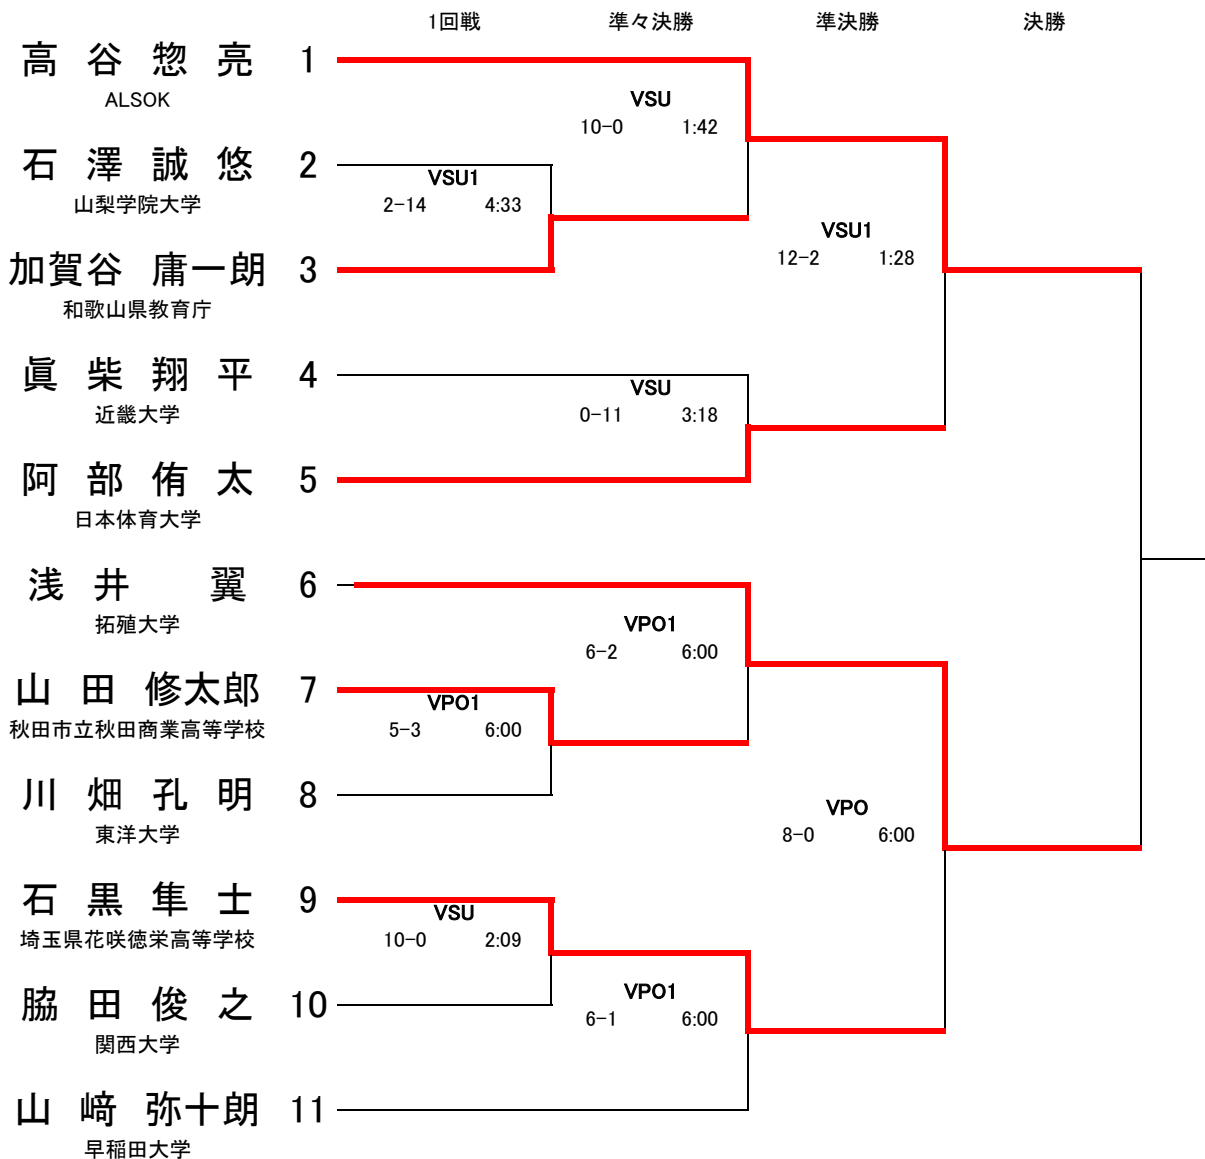 1回戦 準々決勝 準決勝 決勝
高谷惣亮 1
ALSOK
VSU
10-0 1:42
石澤誠悠 2
山梨学院大学
VSU1
2-14 4:33
VSU1
12-2 1:28
加賀谷 庸一朗 3
和歌山県教育庁
眞柴翔平 4
近畿大学
VSU
0-11 3:18
阿部侑太 5
日本体育大学
浅井 翼 6
拓殖大学
VPO1
6-2 6:00
山田 修太郎 7
秋田市立秋田商業高等学校
VPO1
5-3 6:00
川畑孔明 8
東洋大学
VPO
8-0 6:00
石黒隼士 9
埼玉県花咲徳栄高等学校
VSU
10-0 2:09
脇田俊之 10
関西大学
VPO1
6-1 6:00
山﨑 弥十朗 11
早稲田大学